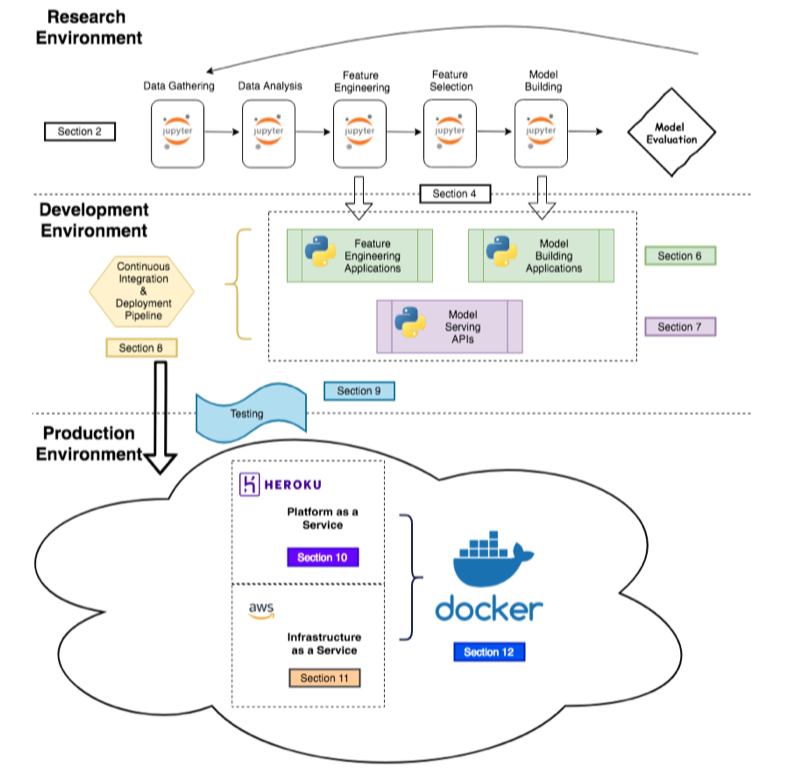 Research
Environment
Data Gathering
Data Analysis
Feature
Engineering
Feature
Selection
Model
Building
Section 2
jupyter
jupyter
jupyter
jupyter
jupyter
Model
Evaluation
Section 4
Development
Environment
Feature
Engineering
Applications
Model
Building
Applications
Section 6
Continuous
Integration
&
Deployment
Pipeline
Model
Serving
APIs
Section 7
Section 8
Section 9
Testing
Production
Environment
HEROKU
Platform as a
Service
Section 10
aws
Infrastructure
as a Service
Section 11
docker
Section 12